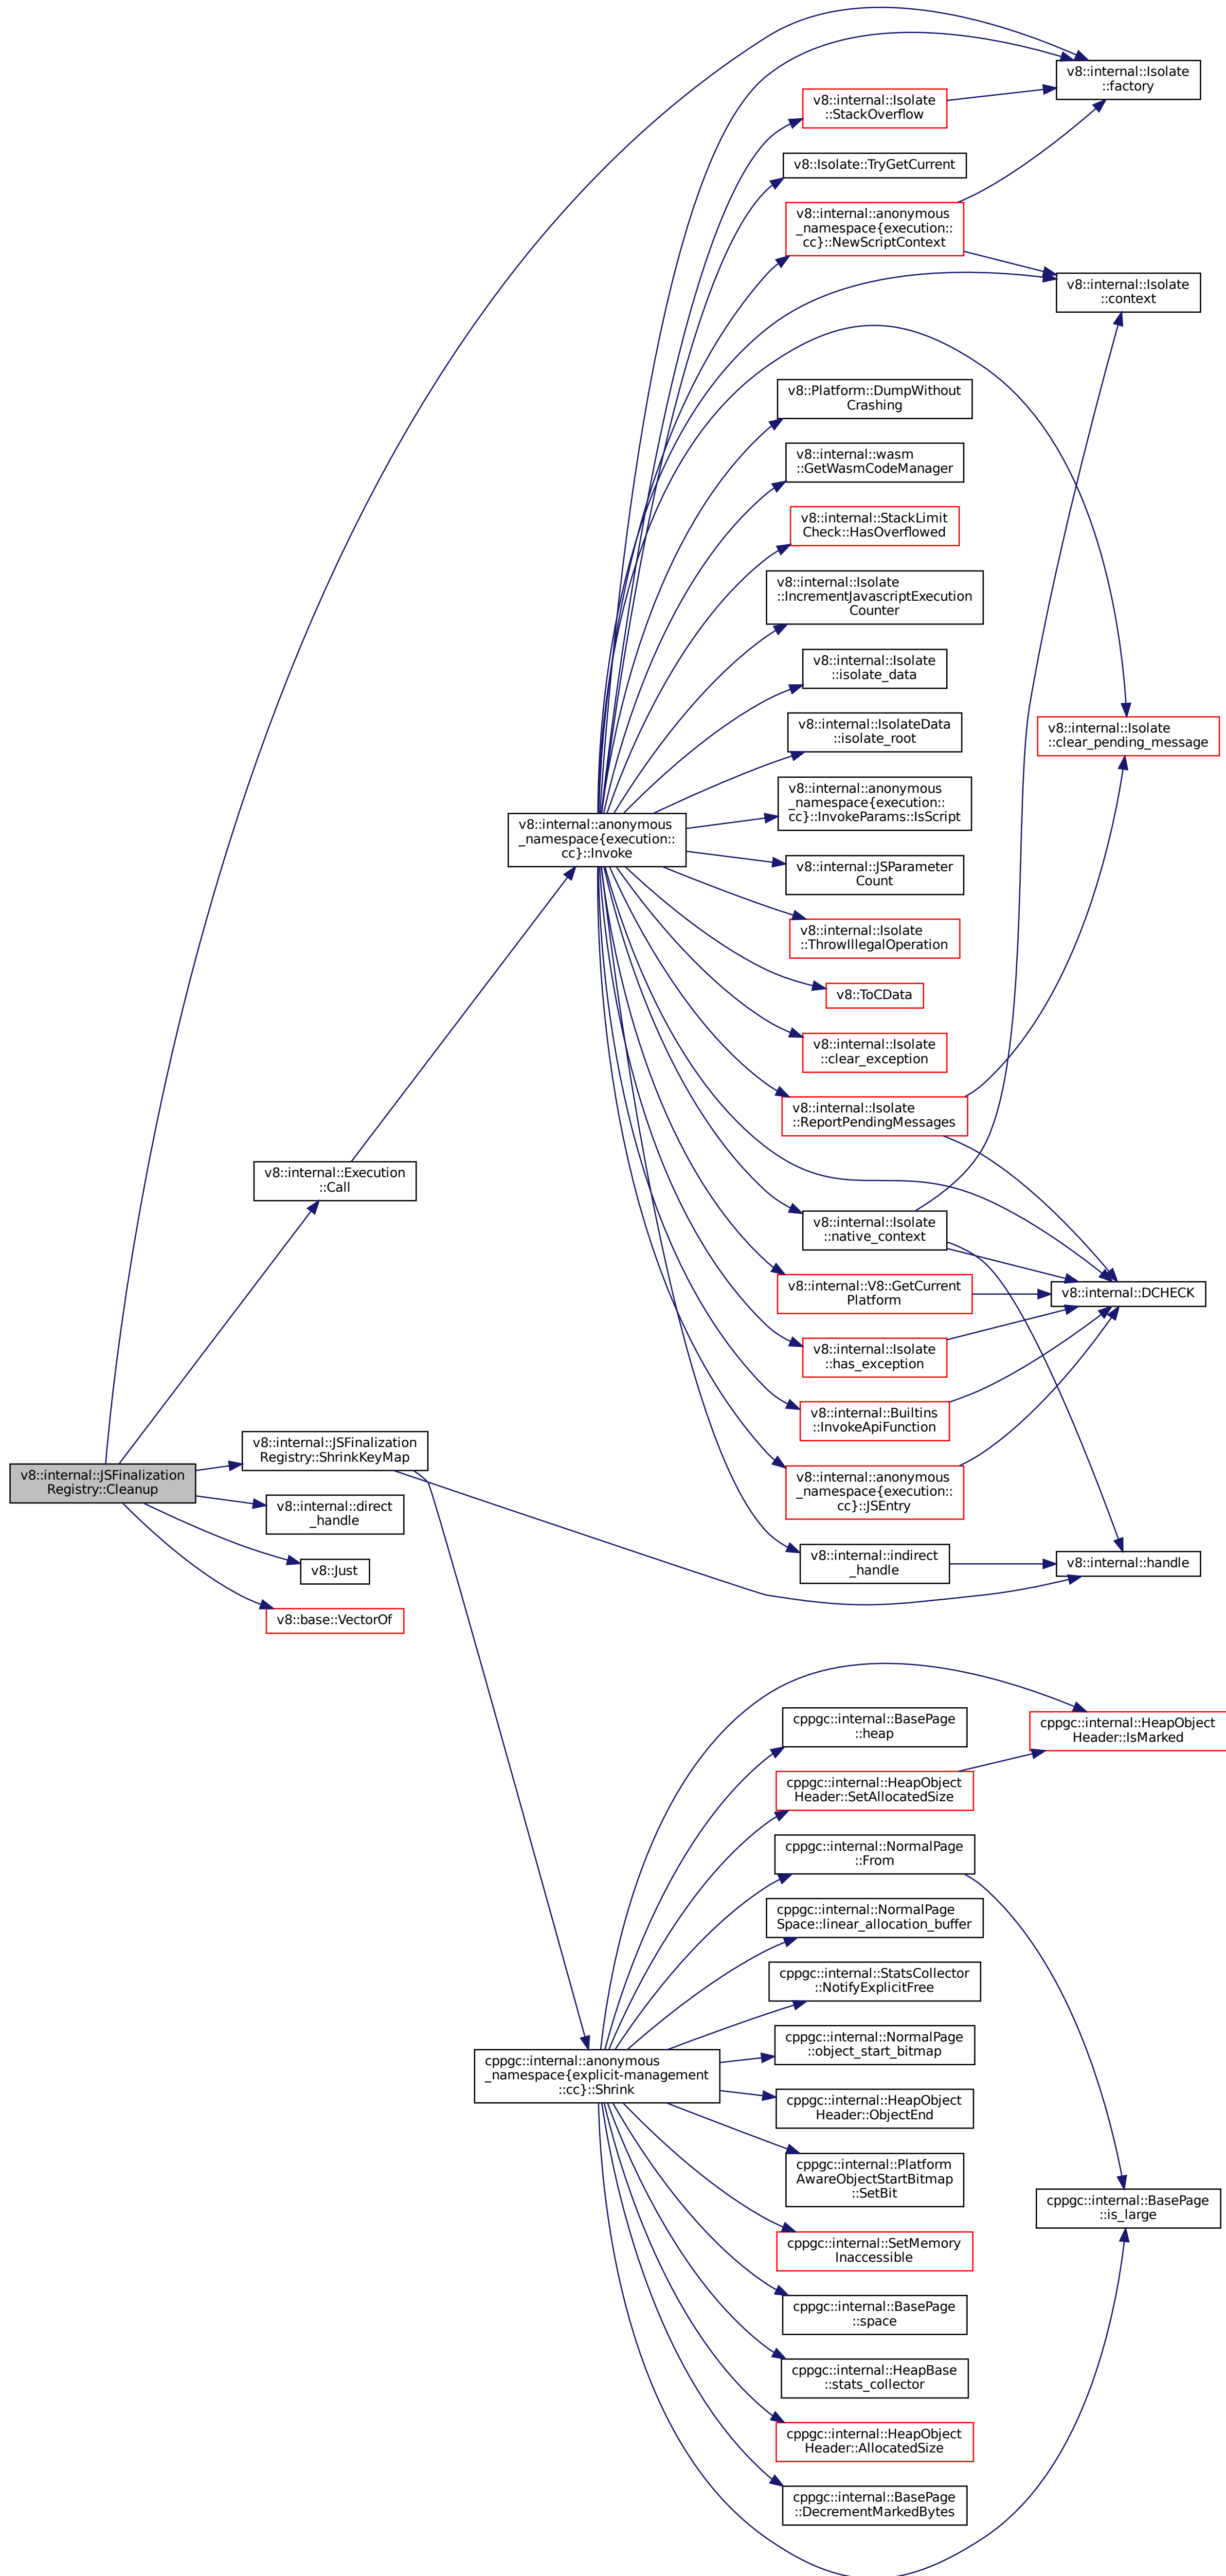 v8::internal::Isolate
::factory
v8::internal::Isolate
::StackOverflow
v8::Isolate::TryGetCurrent
v8::internal::anonymous
_namespace{execution::
cc}::NewScriptContext
v8::internal::Isolate
::context
v8::Platform::DumpWithout
Crashing
v8::internal::wasm
::GetWasmCodeManager
v8::internal::StackLimit
Check::HasOverflowed
v8::internal::Isolate
::IncrementJavascriptExecution
Counter
v8::internal::Isolate
::isolate_data
v8::internal::IsolateData
::isolate_root
v8::internal::Isolate
::clear_pending_message
v8::internal::anonymous
_namespace{execution::
cc}::InvokeParams::IsScript
v8::internal::anonymous
_namespace{execution::
cc}::Invoke
v8::internal::JSParameter
Count
v8::internal::Isolate
::ThrowIllegalOperation
v8::ToCData
v8::internal::Isolate
::clear_exception
v8::internal::Isolate
::ReportPendingMessages
v8::internal::Execution
::Call
v8::internal::Isolate
::native_context
v8::internal::V8::GetCurrent
Platform
v8::internal::DCHECK
v8::internal::Isolate
::has_exception
v8::internal::Builtins
::InvokeApiFunction
v8::internal::JSFinalization
Registry::ShrinkKeyMap
v8::internal::JSFinalization
Registry::Cleanup
v8::internal::anonymous
_namespace{execution::
cc}::JSEntry
v8::internal::direct
_handle
v8::internal::indirect
_handle
v8::internal::handle
v8::Just
v8::base::VectorOf
cppgc::internal::BasePage
::heap
cppgc::internal::HeapObject
Header::IsMarked
cppgc::internal::HeapObject
Header::SetAllocatedSize
cppgc::internal::NormalPage
::From
cppgc::internal::NormalPage
Space::linear_allocation_buffer
cppgc::internal::StatsCollector
::NotifyExplicitFree
cppgc::internal::NormalPage
::object_start_bitmap
cppgc::internal::anonymous
_namespace{explicit-management
::cc}::Shrink
cppgc::internal::HeapObject
Header::ObjectEnd
cppgc::internal::Platform
AwareObjectStartBitmap
::SetBit
cppgc::internal::BasePage
::is_large
cppgc::internal::SetMemory
Inaccessible
cppgc::internal::BasePage
::space
cppgc::internal::HeapBase
::stats_collector
cppgc::internal::HeapObject
Header::AllocatedSize
cppgc::internal::BasePage
::DecrementMarkedBytes